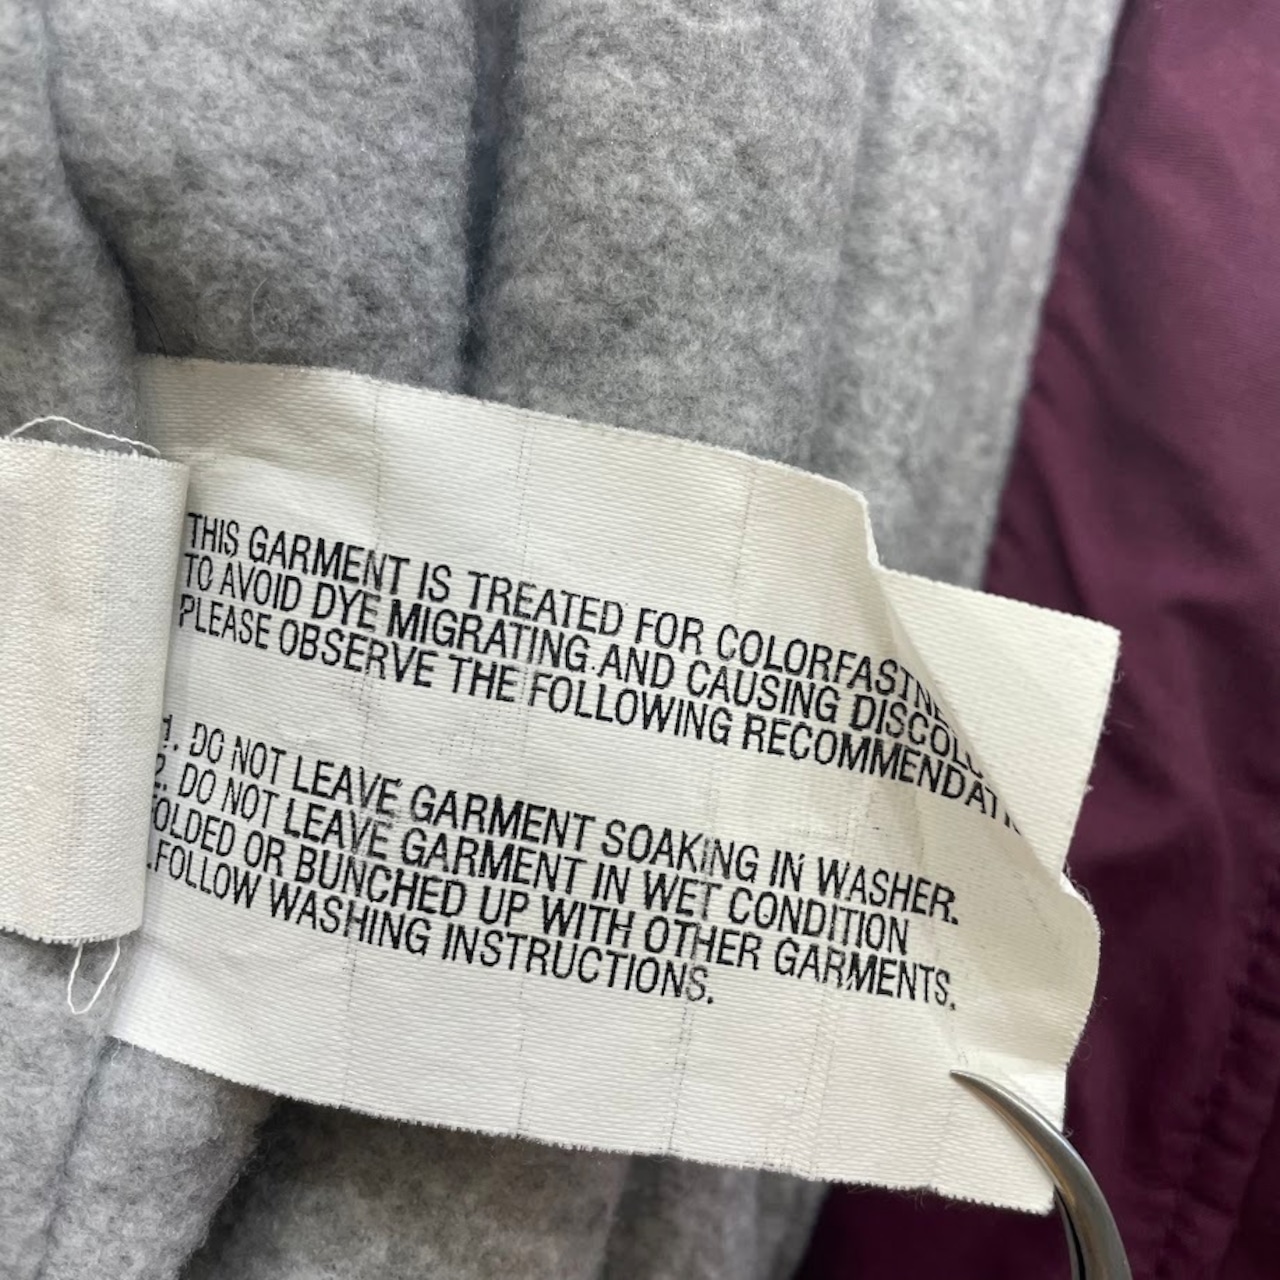 THIS GARMENT IS TREATED FOR COLORFASTNE
TO AVOID DYE MIGRATING AND CAUSING DISCOLO
PLEASE OBSERVE THE FOLLOWING RECOMMENDATI
1. DO NOT LEAVE GARMENT SOAKING IN WASHER.
2. DO NOT LEAVE GARMENT IN WET CONDITION
OLDED OR BUNCHED UP WITH OTHER GARMENTS.
.FOLLOW WASHING INSTRUCTIONS.